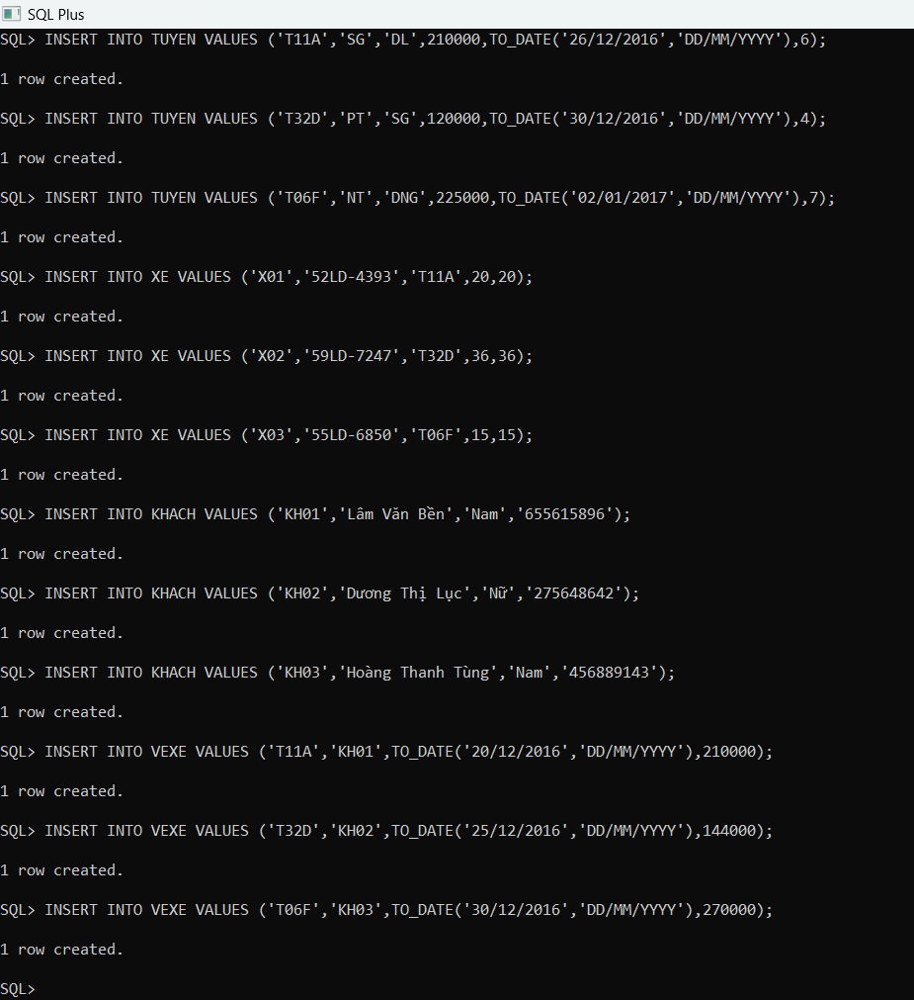 SQL Plus
SQL> INSERT INTO TUYEN VALUES ('T11A','SG','DL',210000,TO_DATE('26/12/2016','DD/MM/YYYY'),6);
1 row created.
SQL> INSERT INTO TUYEN VALUES ('T32D','PT','SG',120000,TO_DATE('30/12/2016','DD/MM/YYYY'),4);
1 row created.
SQL> INSERT INTO TUYEN VALUES ('T06F','NT','DNG',225000,TO_DATE('02/01/2017','DD/MM/YYYY'),7);
1 row created.
SQL> INSERT INTO XE VALUES ('X01','52LD-4393','T11A',20,20);
1 row created.
SQL> INSERT INTO XE VALUES ('X02','59LD-7247','T32D',36,36);
1 row created.
SQL> INSERT INTO XE VALUES ('X03','55LD-6850','T06F',15,15);
1 row created.
SQL> INSERT INTO KHACH VALUES ('KH01','Lâm Văn Bền','Nam','655615896');
1 row created.
SQL> INSERT INTO KHACH VALUES ('KH02','Dương Thị Lục','Nữ','275648642');
1 row created.
SQL> INSERT INTO KHACH VALUES ('KH03','Hoàng Thanh Tùng','Nam','456889143');
1 row created.
SQL> INSERT INTO VEXE VALUES ('T11A','KH01',TO_DATE('20/12/2016','DD/MM/YYYY'),210000);
1 row created.
SQL> INSERT INTO VEXE VALUES ('T32D','KH02',TO_DATE('25/12/2016','DD/MM/YYYY'),144000);
1 row created.
SQL> INSERT INTO VEXE VALUES ('T06F','KH03',TO_DATE('30/12/2016','DD/MM/YYYY'),270000);
1 row created.
SQL>